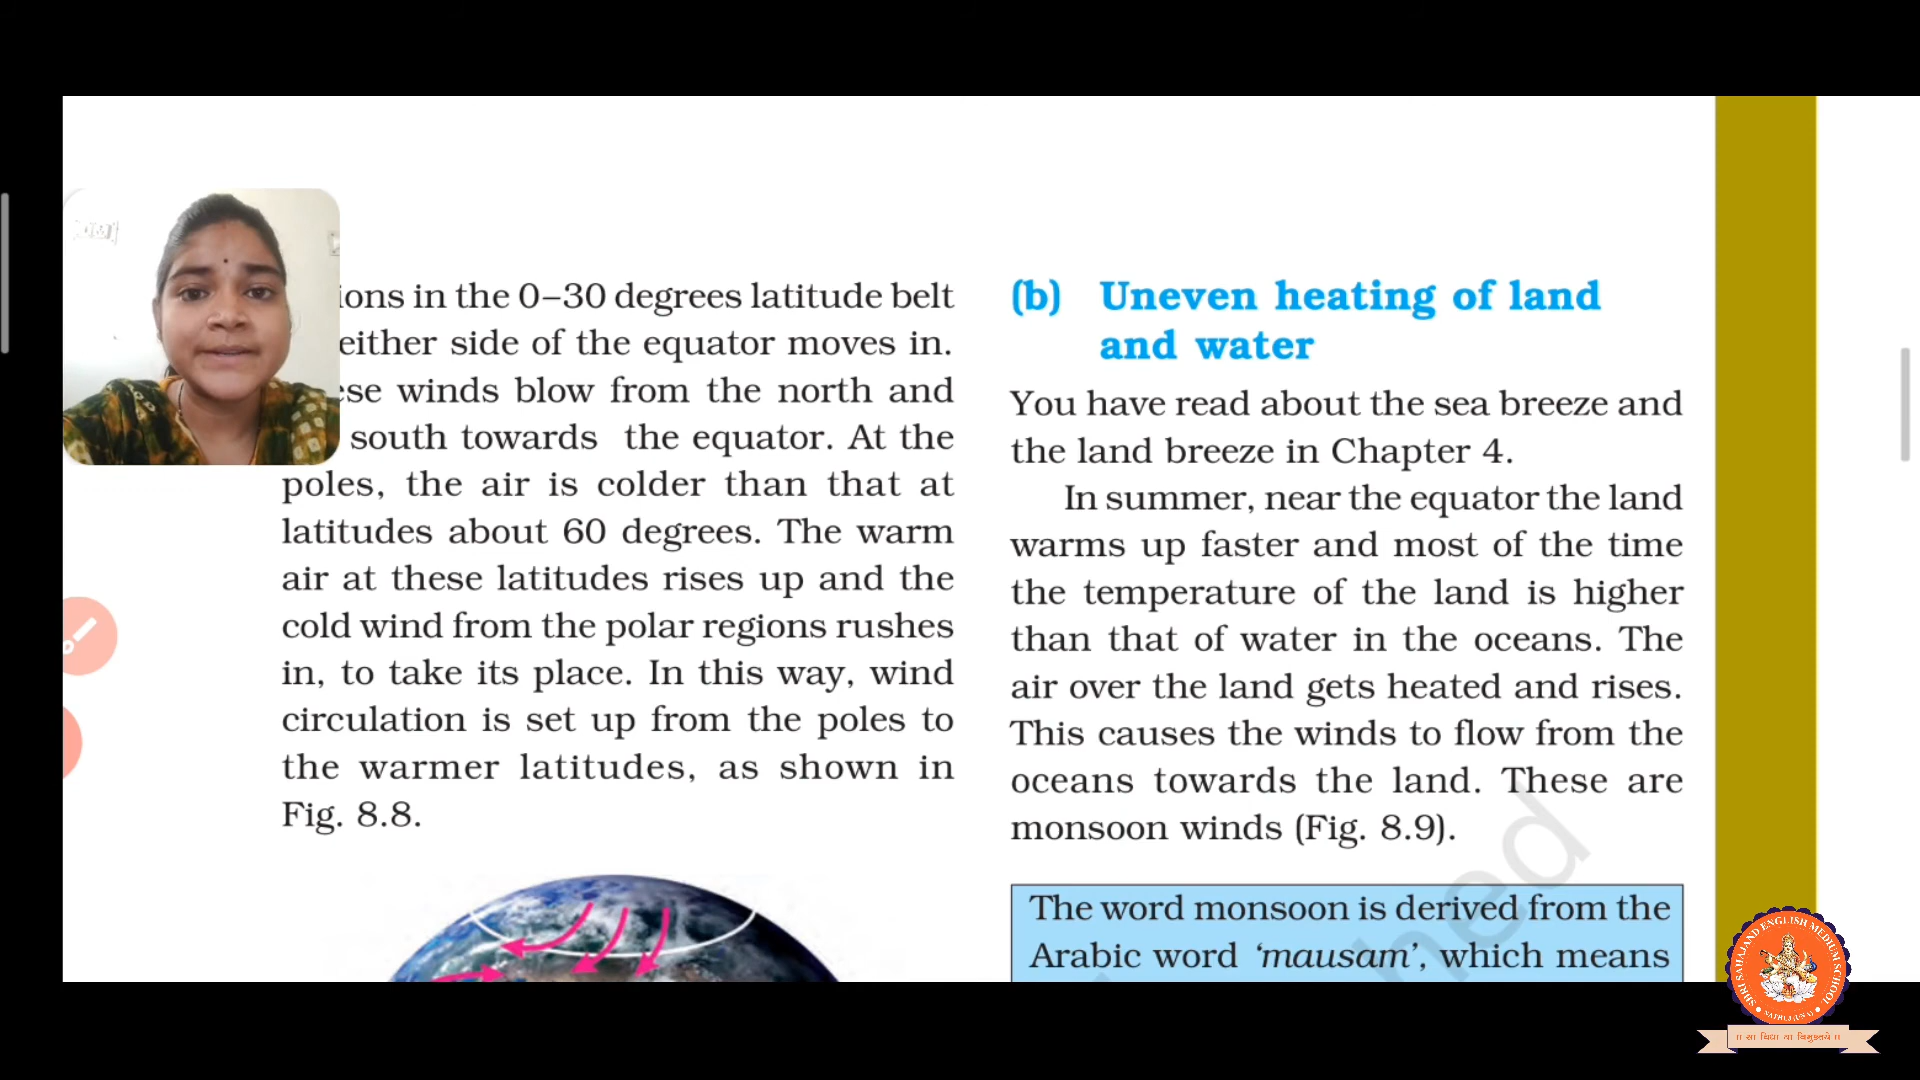 ions in the 0–30 degrees latitude belt
either side of the equator moves in.
ese winds blow from the north and
south towards the equator. At the
poles, the air is colder than that at
latitudes about 60 degrees. The warm
air at these latitudes rises up and the
cold wind from the polar regions rushes
in, to take its place. In this way, wind
circulation is set up from the poles to
the warmer latitudes, as shown in
Fig. 8.8.
(b) Uneven heating of land
and water
You have read about the sea breeze and
the land breeze in Chapter 4.
In summer, near the equator the land
warms up faster and most of the time
the temperature of the land is higher
than that of water in the oceans. The
air over the land gets heated and rises.
This causes the winds to flow from the
oceans towards the land. These are
monsoon winds (Fig. 8.9).
The word monsoon is derived from the
Arabic word ‘mausam’, which means
hed
SHRI SAHAJAND ENGLISH MEDIUM SCHOOL
।। सा विद्या या विमुक्तये ।।